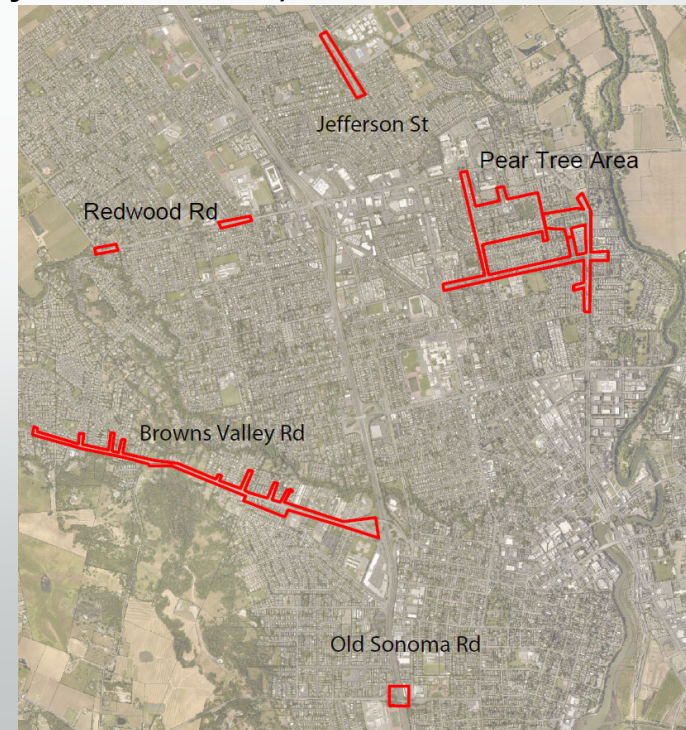 Jefferson St
Pear Tree Area
Redwood Rd
Browns Valley Rd
Old Sonoma Rd